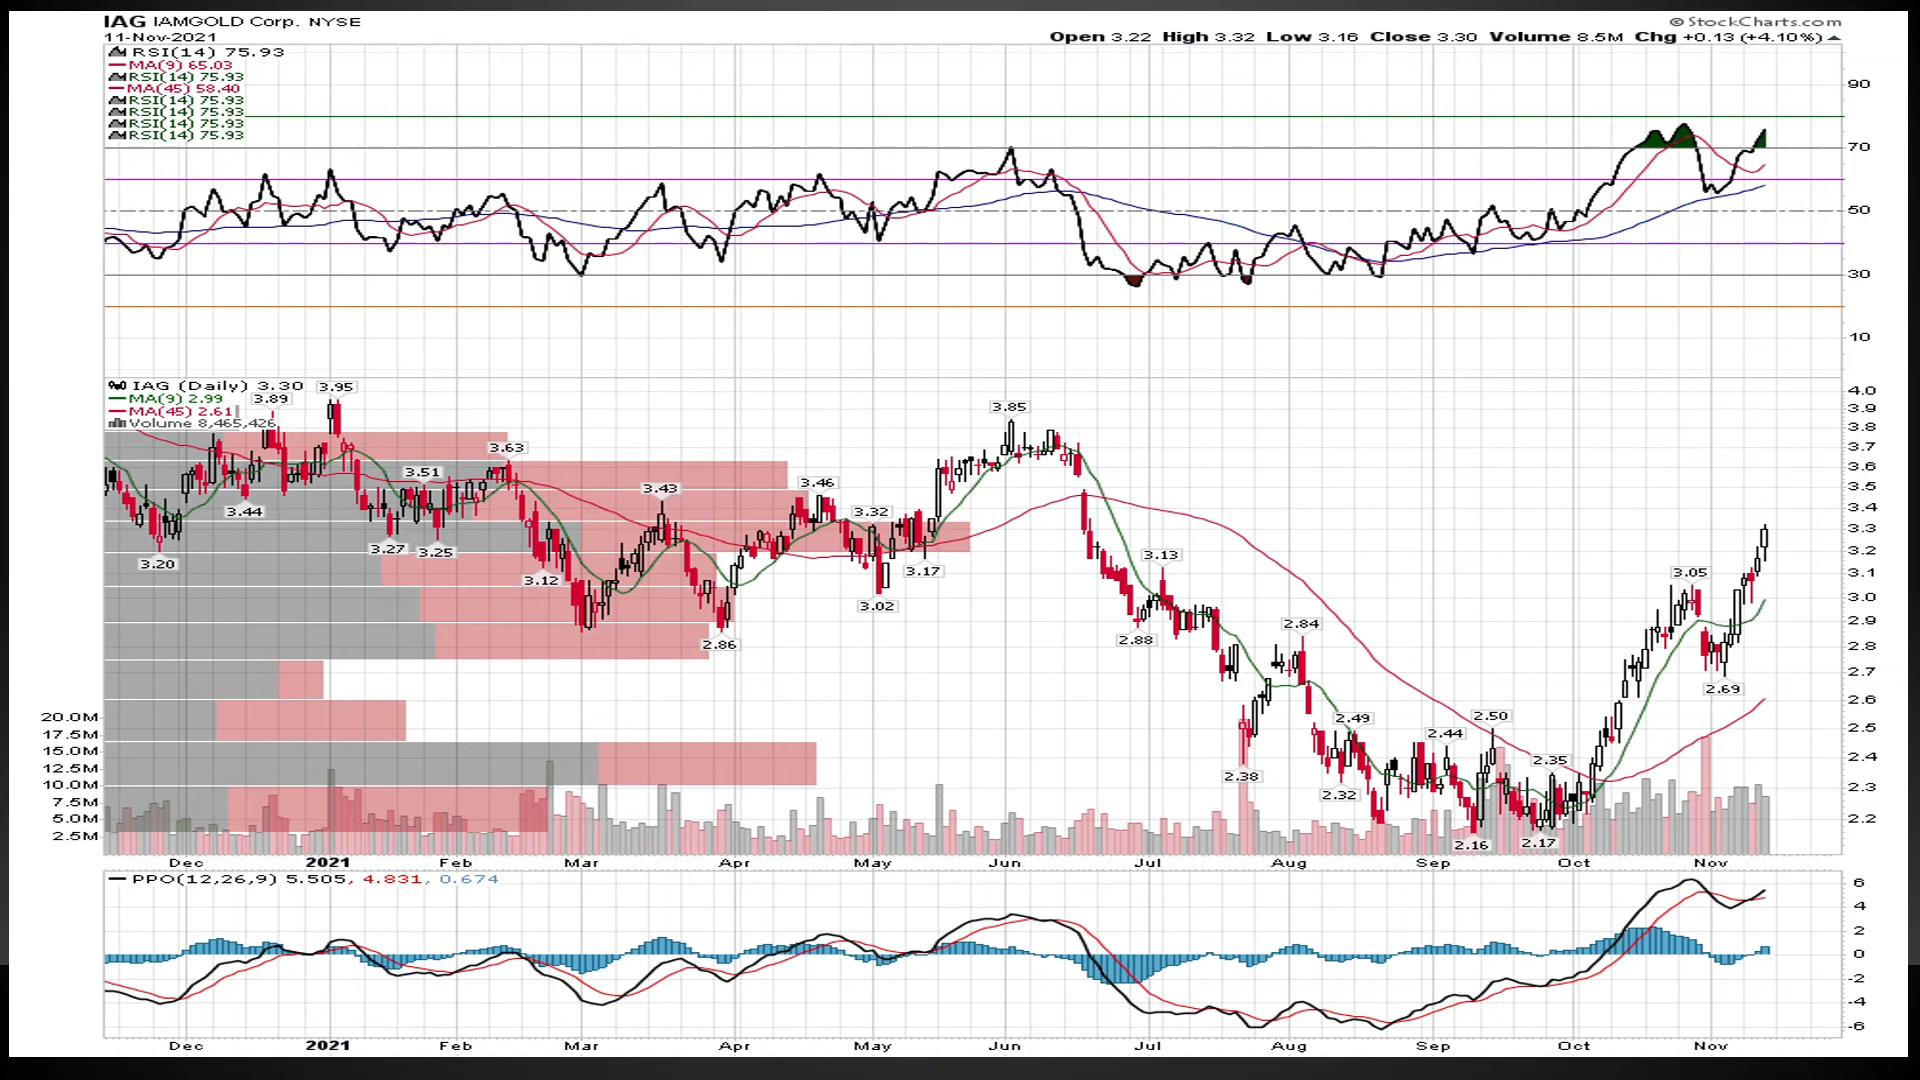 IAG IAMGOLD Corp. NYSE
© StockCharts.com
11-Nov-2021
Open 3.22 High 3.32 Low 3.16 Close 3.30 Volume 8.5M Chg +0.13 (+4.10%)
RSI(14) 75.93
MA(9) 65.03
RSI(14) 75.93
MA(45) 58.40
RSI(14) 75.93
RSI(14) 75.93
RSI(14) 75.93
RSI(14) 75.93
90
70
50
30
10
IAG (Daily) 3.30
MA(9) 2.99
MA(45) 2.61
Volume 8,465,426
3.89
3.95
3.44
3.20
3.27
3.51
3.25
3.63
3.12
3.43
2.86
3.46
3.32
3.02
3.17
3.85
2.88
3.13
2.38
2.84
2.32
2.49
2.44
2.16
2.50
2.17
2.35
3.05
2.69
4.0
3.9
3.8
3.7
3.6
3.5
3.4
3.3
3.2
3.1
3.0
2.9
2.8
2.7
2.6
2.5
2.4
2.3
2.2
20.0M
17.5M
15.0M
12.5M
10.0M
7.5M
5.0M
2.5M
Dec 2021 Feb Mar Apr May Jun Jul Aug Sep Oct Nov
PPO(12,26,9) 5.505, 4.831, 0.674
6
4
2
0
-2
-4
-6
Dec 2021 Feb Mar Apr May Jun Jul Aug Sep Oct Nov